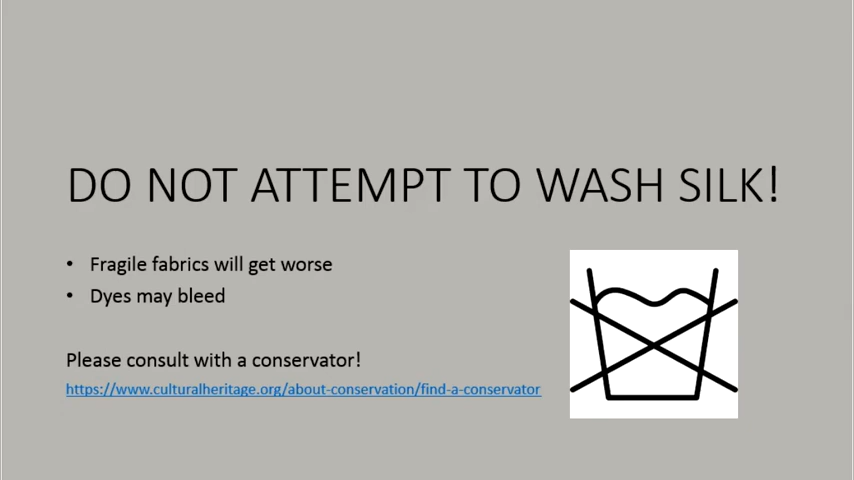 DO NOT ATTEMPT TO WASH SILK!
• Fragile fabrics will get worse
• Dyes may bleed
Please consult with a conservator!
https://www.culturalheritage.org/about-conservation/find-a-conservator